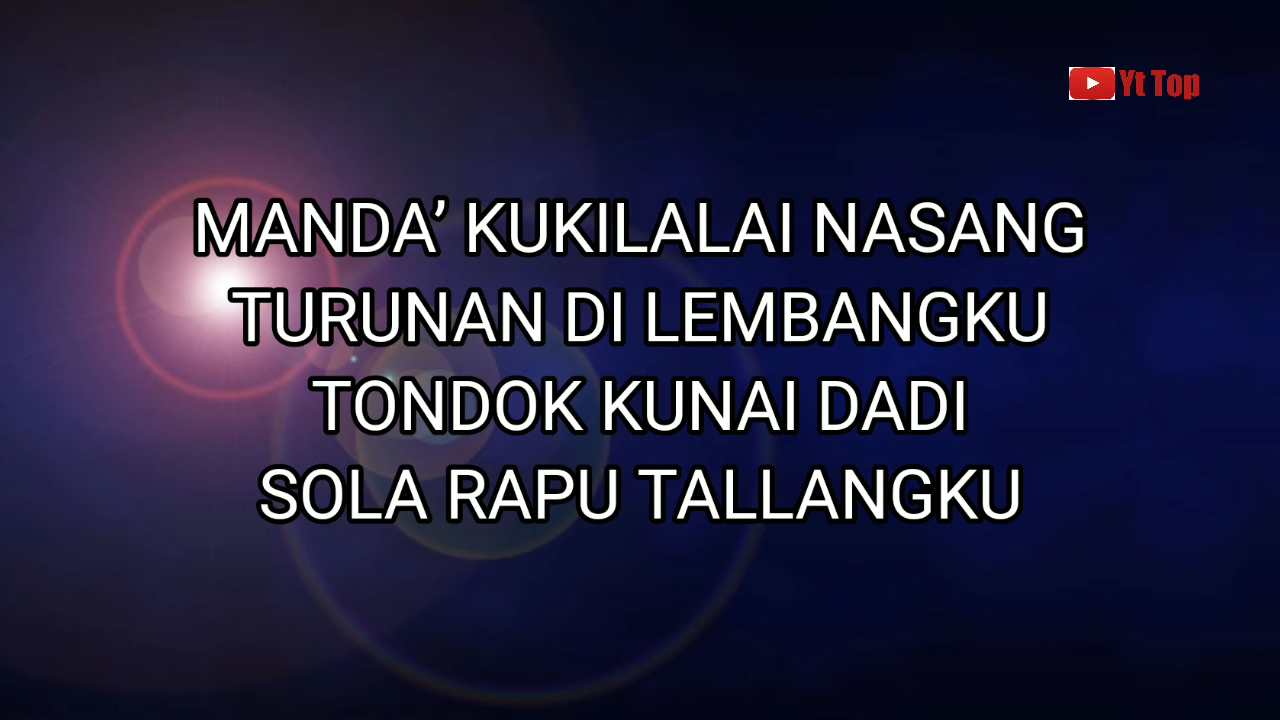 Yt Top
MANDA’ KUKILALAI NASANG
TURUNAN DI LEMBANGKU
TONDOK KUNAI DADI
SOLA RAPU TALLANGKU